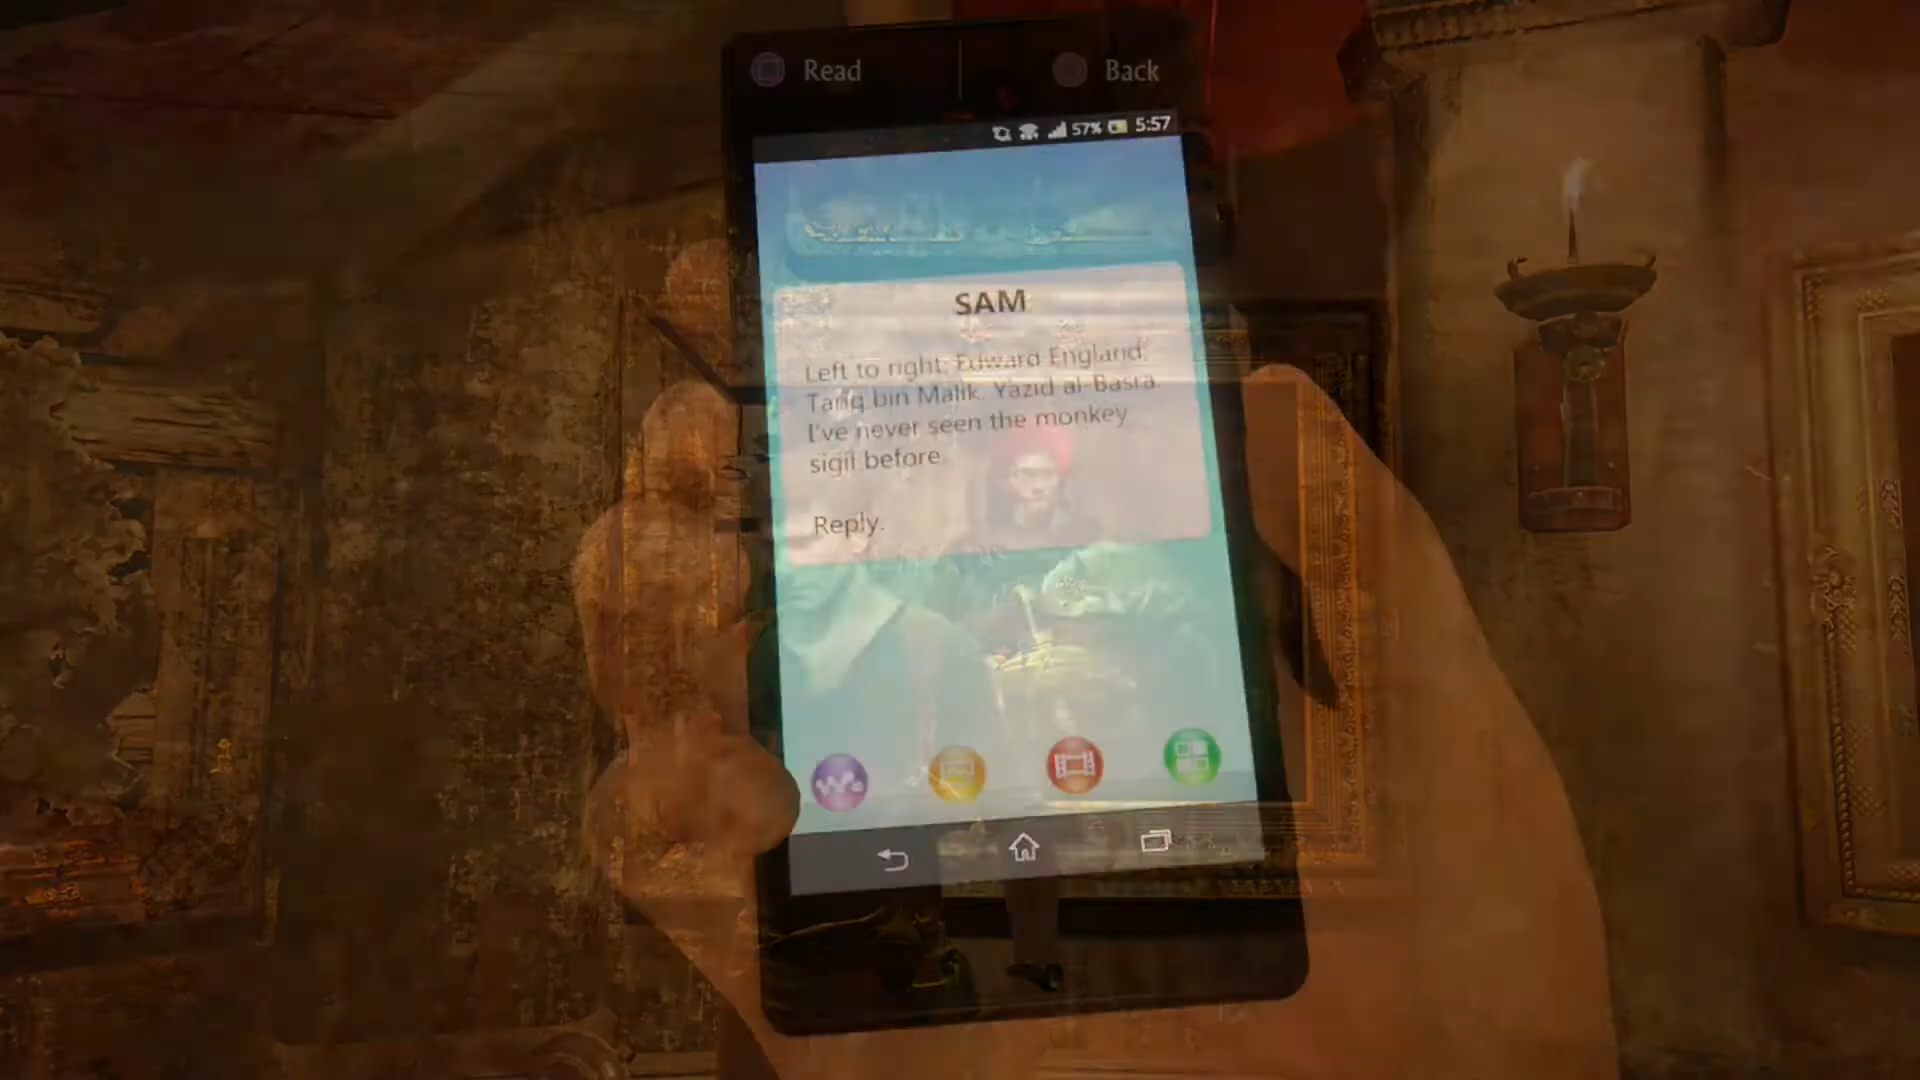 Read
Back
57% 5:57
SAM
Left to right: Edward England,
Tariq bin Malik, Yazid al-Basra.
I've never seen the monkey
sigil before.
Reply.